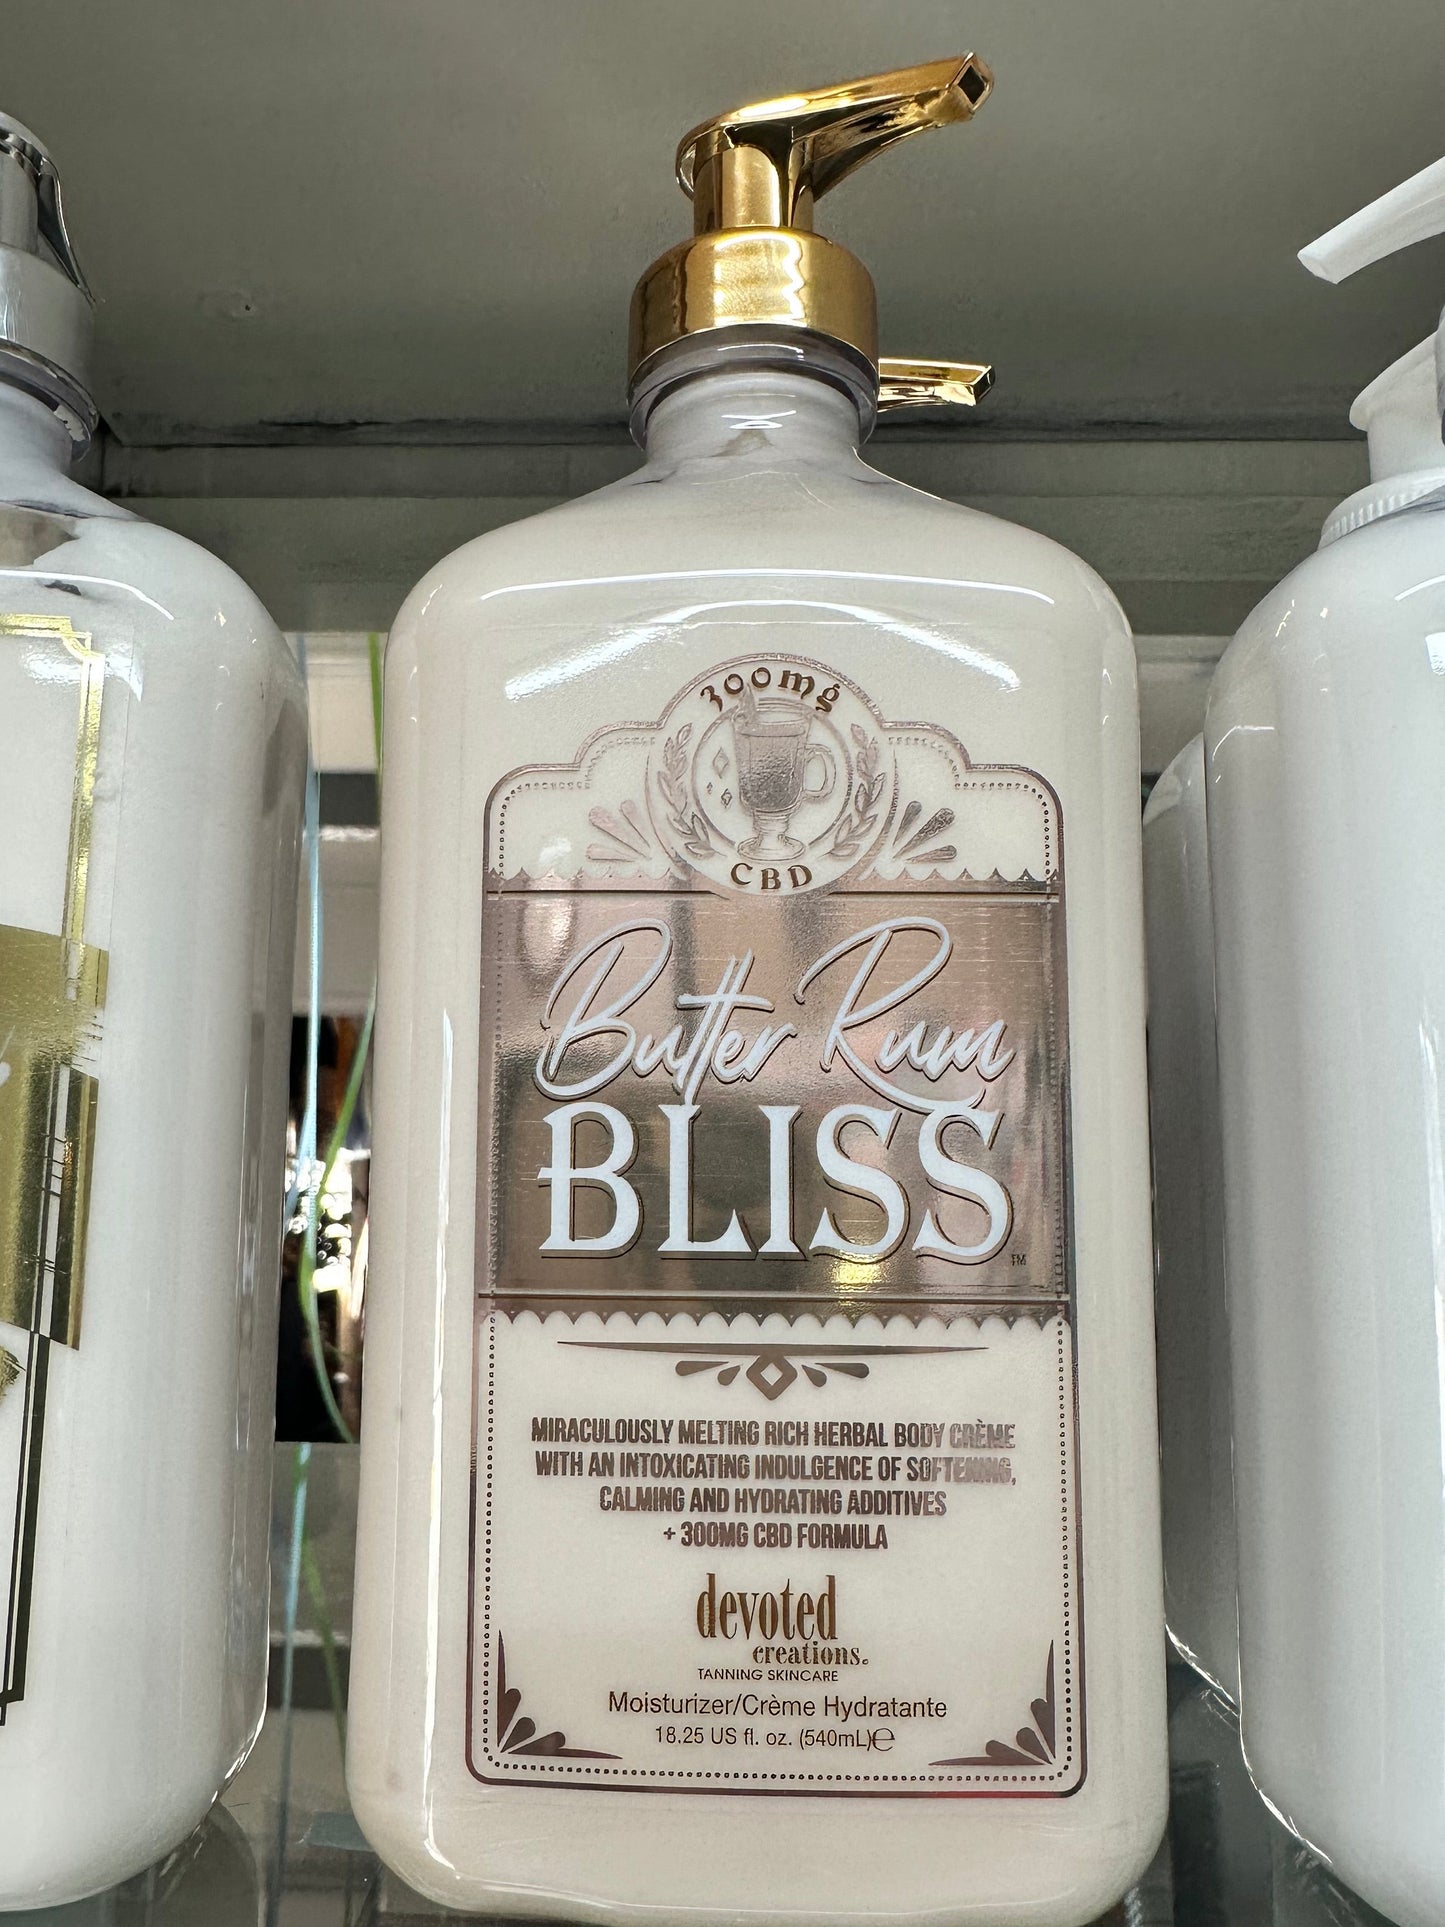 300mg
CBD
Butter Rum
BLISS
TM
MIRACULOUSLY MELTING RICH HERBAL BODY CRÈME
WITH AN INTOXICATING INDULGENCE OF SOFTENING,
CALMING AND HYDRATING ADDITIVES
+ 300MG CBD FORMULA
devoted
creations.
TANNING SKINCARE
Moisturizer/Crème Hydratante
18.25 US fl. oz. (540mL)℮